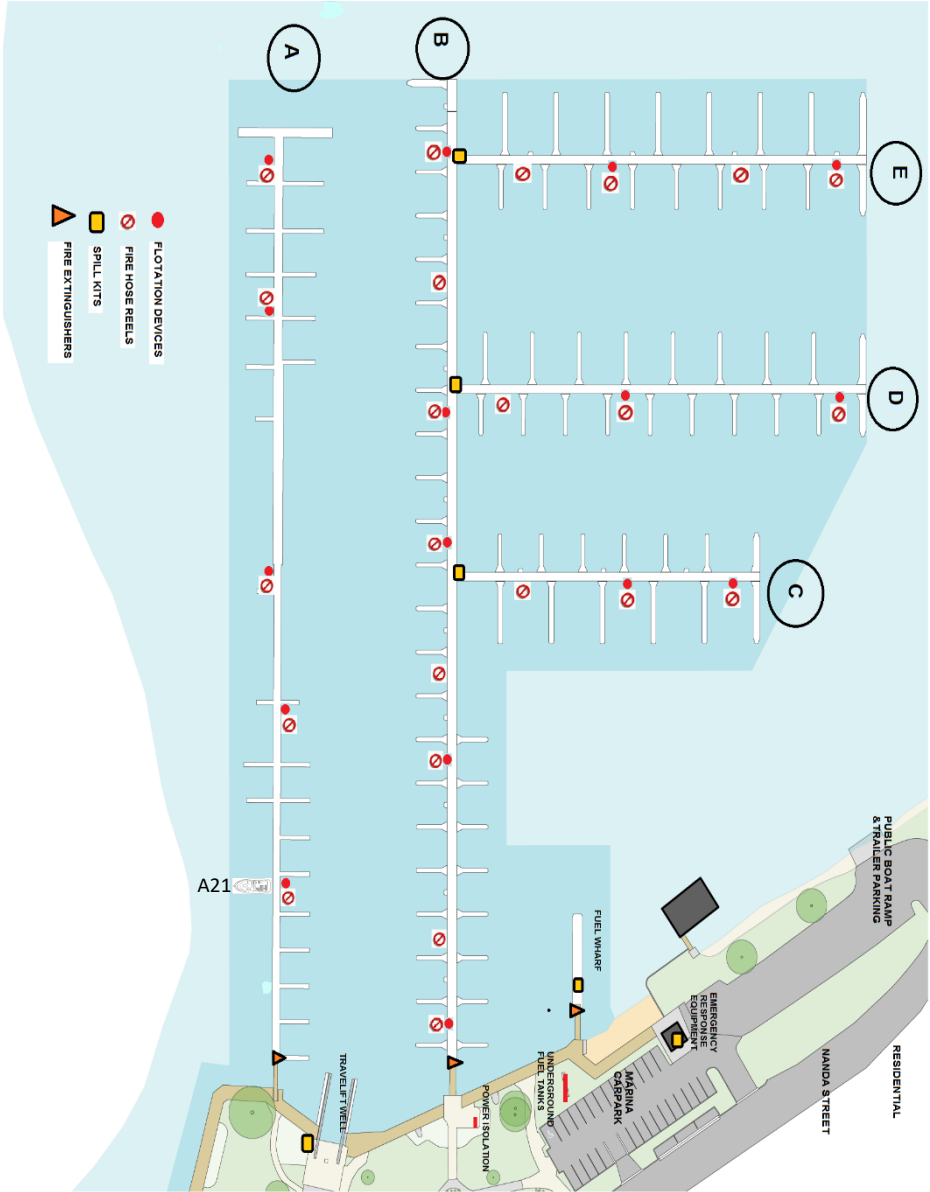 A
B
E
D
C
FLOTATION DEVICES
FIRE HOSE REELS
SPILL KITS
FIRE EXTINGUISHERS
A21
PUBLIC BOAT RAMP
&TRAILER PARKING
FUEL WHARF
EMERGENCY
RESPONSE
EQUIPMENT
RESIDENTIAL
NANDA STREET
MARINA
CARPARK
UNDERGROUND
FUEL TANKS
POWER ISOLATION
TRAVELIFT WELL